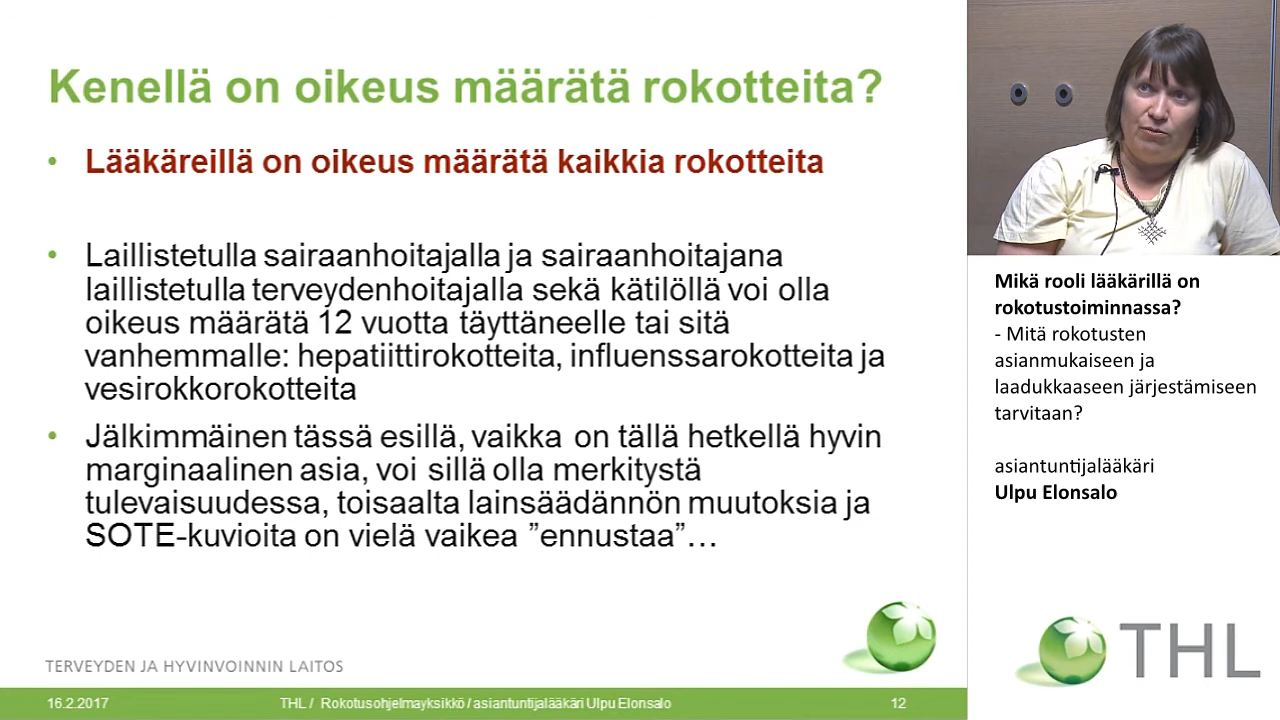 Kenellä on oikeus määrätä rokotteita?
• Lääkäreillä on oikeus määrätä kaikkia rokotteita
• Laillistetulla sairaanhoitajalla ja sairaanhoitajana
laillistetulla terveydenhoitajalla sekä kätilöllä voi olla
oikeus määrätä 12 vuotta täyttäneelle tai sitä
vanhemmalle: hepatiittirokotteita, influenssarokotteita ja
vesirokkorokotteita
• Jälkimmäinen tässä esillä, vaikka on tällä hetkellä hyvin
marginaalinen asia, voi sillä olla merkitystä
tulevaisuudessa, toisaalta lainsäädännön muutoksia ja
SOTE-kuvioita on vielä vaikea ”ennustaa”…
TERVEYDEN JA HYVINVOINNIN LAITOS
16.2.2017
THL / Rokotusohjelmayksikkö / asiantuntijalääkäri Ulpu Elonsalo
12
Mikä rooli lääkärillä on
rokotustoiminnassa?
- Mitä rokotusten
asianmukaiseen ja
laadukkaaseen järjestämiseen
tarvitaan?
asiantuntijalääkäri
Ulpu Elonsalo
THL